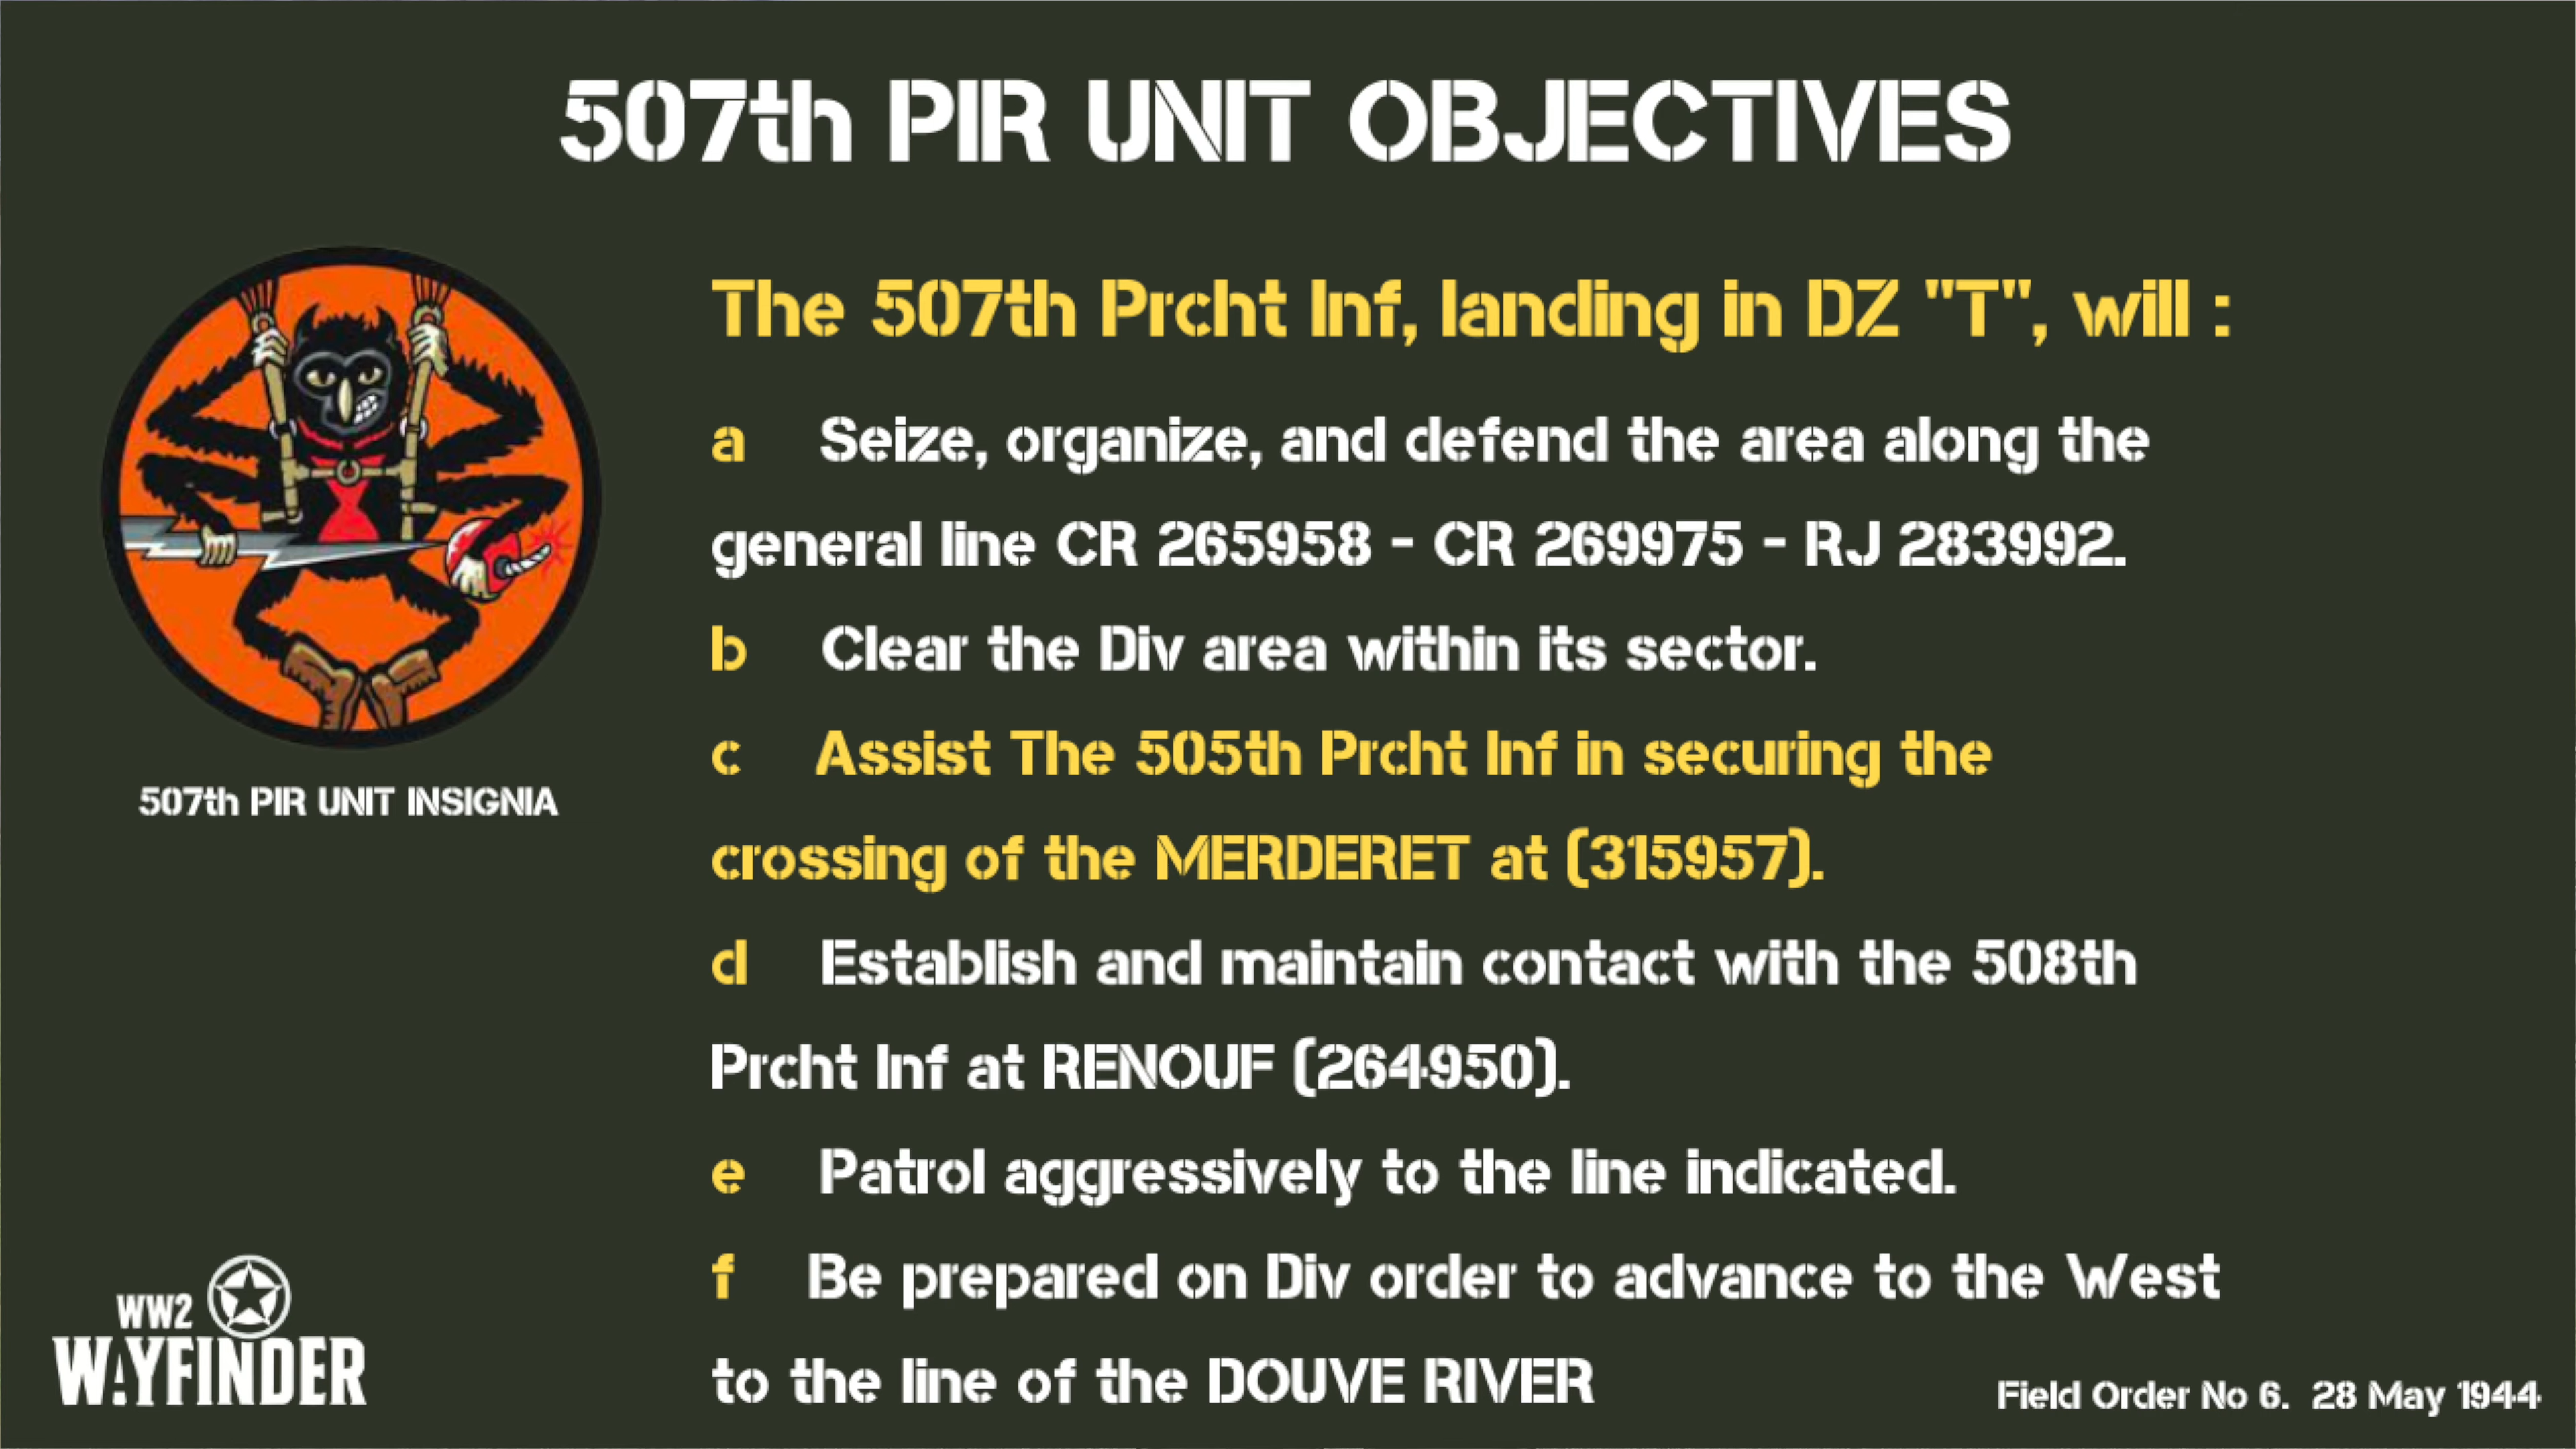 507th PIR UNIT OBJECTIVES
The 507th Prcht Inf, landing in DZ "T", will :
a Seize, organize, and defend the area along the
general line CR 265958 - CR 269975 - RJ 283992.
b Clear the Div area within its sector.
c Assist The 505th Prcht Inf in securing the
crossing of the MERDERET at (315957).
d Establish and maintain contact with the 508th
Prcht Inf at RENOUF (264950).
e Patrol aggressively to the line indicated.
f Be prepared on Div order to advance to the West
to the line of the DOUVE RIVER
507th PIR UNIT INSIGNIA
WW2
WAYFINDER
Field Order No 6. 28 May 1944